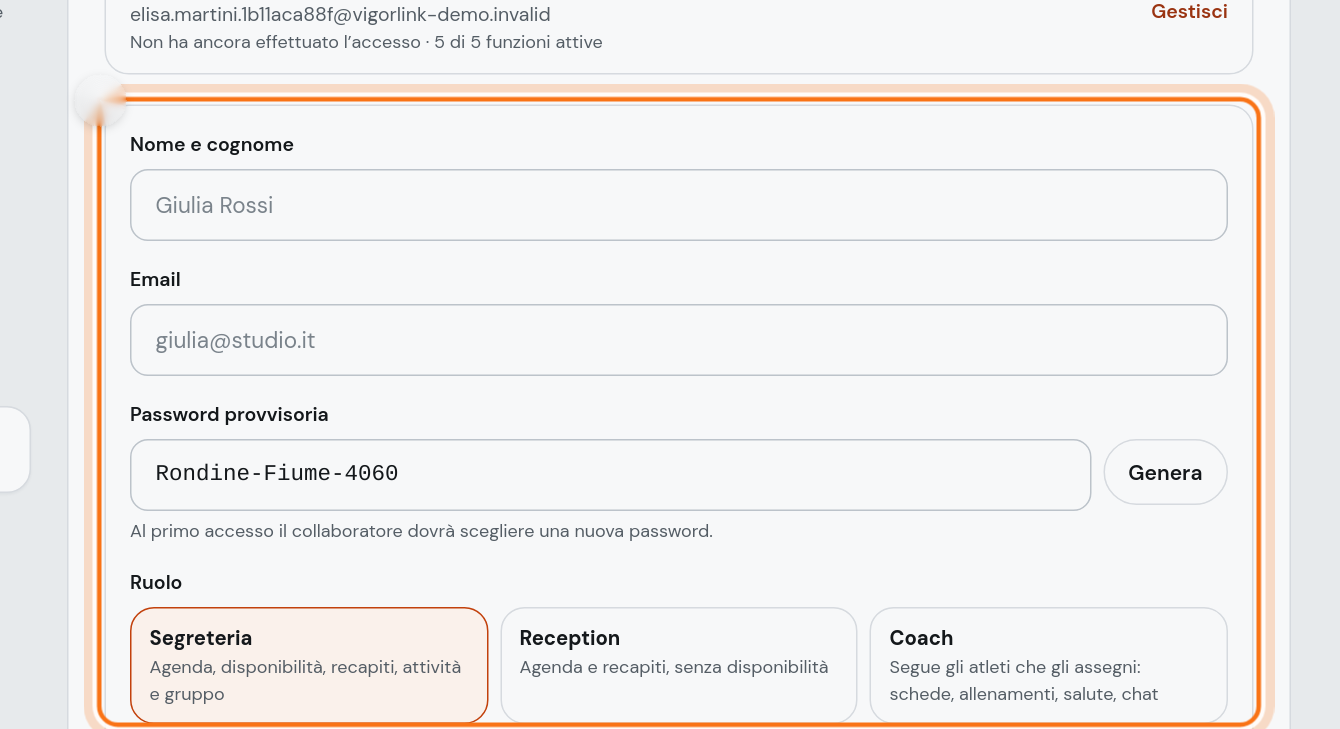 e
elisa.martini.1b11aca88f@vigorlink-demo.invalid
Gestisci
Non ha ancora effettuato l’accesso · 5 di 5 funzioni attive
Nome e cognome
Giulia Rossi
Email
giulia@studio.it
Password provvisoria
Rondine-Fiume-4060
Genera
Al primo accesso il collaboratore dovrà scegliere una nuova password.
Ruolo
Segreteria
Agenda, disponibilità, recapiti, attività
e gruppo
Reception
Agenda e recapiti, senza disponibilità
Coach
Segue gli atleti che gli assegni:
schede, allenamenti, salute, chat